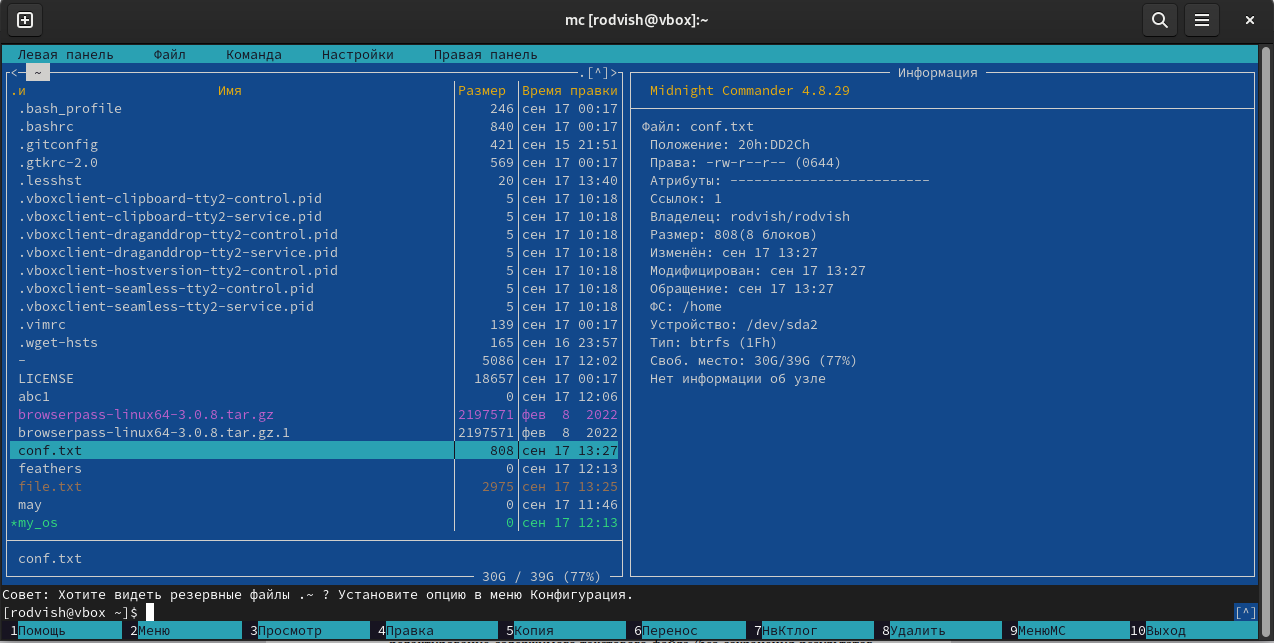 mc [rodvish@vbox]:~
Левая панель Файл Команда Настройки Правая панель
<— ~ .[^]>
.и Имя Размер Время правки
.bash_profile 246 сен 17 00:17
.bashrc 840 сен 17 00:17
.gitconfig 421 сен 15 21:51
.gtkrc-2.0 569 сен 17 00:17
.lesshst 20 сен 17 13:40
.vboxclient-clipboard-tty2-control.pid 5 сен 17 10:18
.vboxclient-clipboard-tty2-service.pid 5 сен 17 10:18
.vboxclient-draganddrop-tty2-control.pid 5 сен 17 10:18
.vboxclient-draganddrop-tty2-service.pid 5 сен 17 10:18
.vboxclient-hostversion-tty2-control.pid 5 сен 17 10:18
.vboxclient-seamless-tty2-control.pid 5 сен 17 10:18
.vboxclient-seamless-tty2-service.pid 5 сен 17 10:18
.vimrc 139 сен 17 00:17
.wget-hsts 165 сен 16 23:57
- 5086 сен 17 12:02
LICENSE 18657 сен 17 00:17
abc1 0 сен 17 12:06
browserpass-linux64-3.0.8.tar.gz 2197571 фев 8 2022
browserpass-linux64-3.0.8.tar.gz.1 2197571 фев 8 2022
conf.txt 808 сен 17 13:27
feathers 0 сен 17 12:13
file.txt 2975 сен 17 13:25
may 0 сен 17 11:46
*my_os 0 сен 17 12:13
conf.txt
30G / 39G (77%)
Информация
Midnight Commander 4.8.29
Файл: conf.txt
Положение: 20h:DD2Ch
Права: -rw-r--r-- (0644)
Атрибуты: -------------------------
Ссылок: 1
Владелец: rodvish/rodvish
Размер: 808(8 блоков)
Изменён: сен 17 13:27
Модифицирован: сен 17 13:27
Обращение: сен 17 13:27
ФС: /home
Устройство: /dev/sda2
Тип: btrfs (1Fh)
Своб. место: 30G/39G (77%)
Нет информации об узле
Совет: Хотите видеть резервные файлы .~ ? Установите опцию в меню Конфигурация.
[rodvish@vbox ~]$ [^]
1Помощь 2Меню 3Просмотр 4Правка 5Копия 6Перенос 7НвКтлог 8Удалить 9МенюМС 10Выход